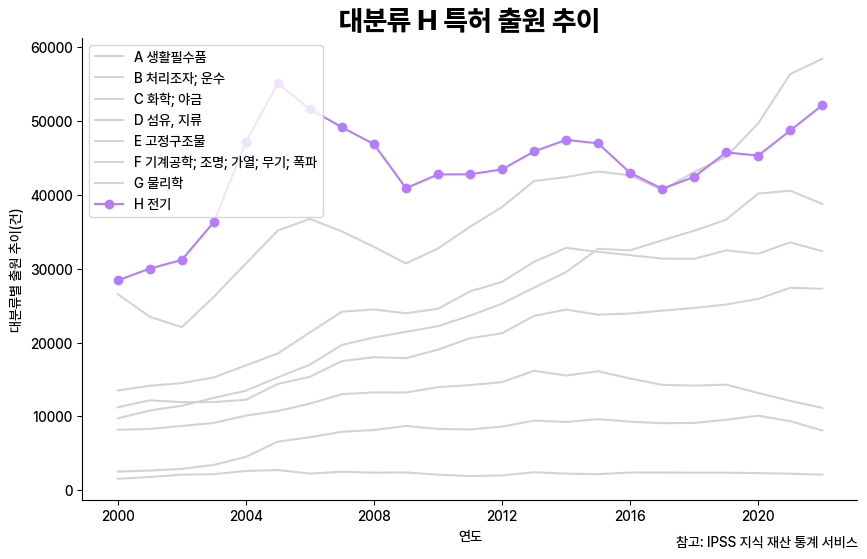 대분류 H 특허 출원 추이
60000
50000
40000
30000
20000
10000
0
대분류별 출원 추이(건)
A 생활필수품
B 처리조작; 운수
C 화학; 야금
D 섬유, 지류
E 고정구조물
F 기계공학; 조명; 가열; 무기; 폭파
G 물리학
H 전기
2000
2004
2008
2012
2016
2020
연도
참고: IPSS 지식 재산 통계 서비스